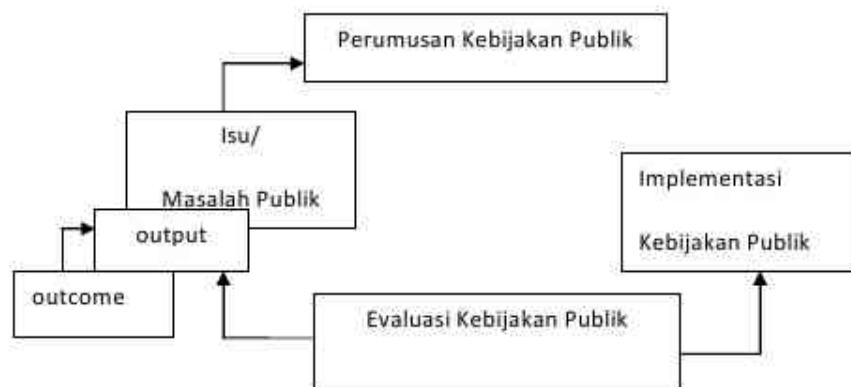 Perumusan Kebijakan Publik
Isu/
Masalah Publik
Implementasi
Kebijakan Publik
output
outcome
Evaluasi Kebijakan Publik